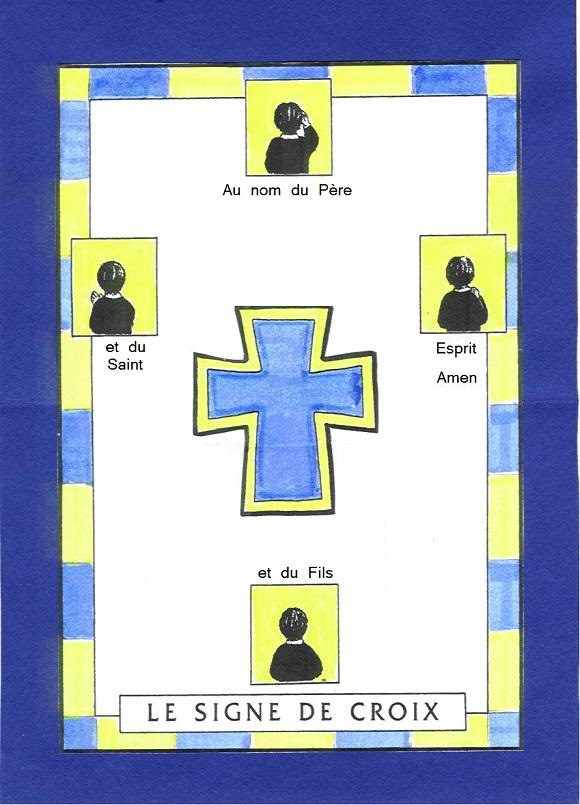 Au nom du Père
et du
Saint
Esprit
Amen
et du Fils
LE SIGNE DE CROIX